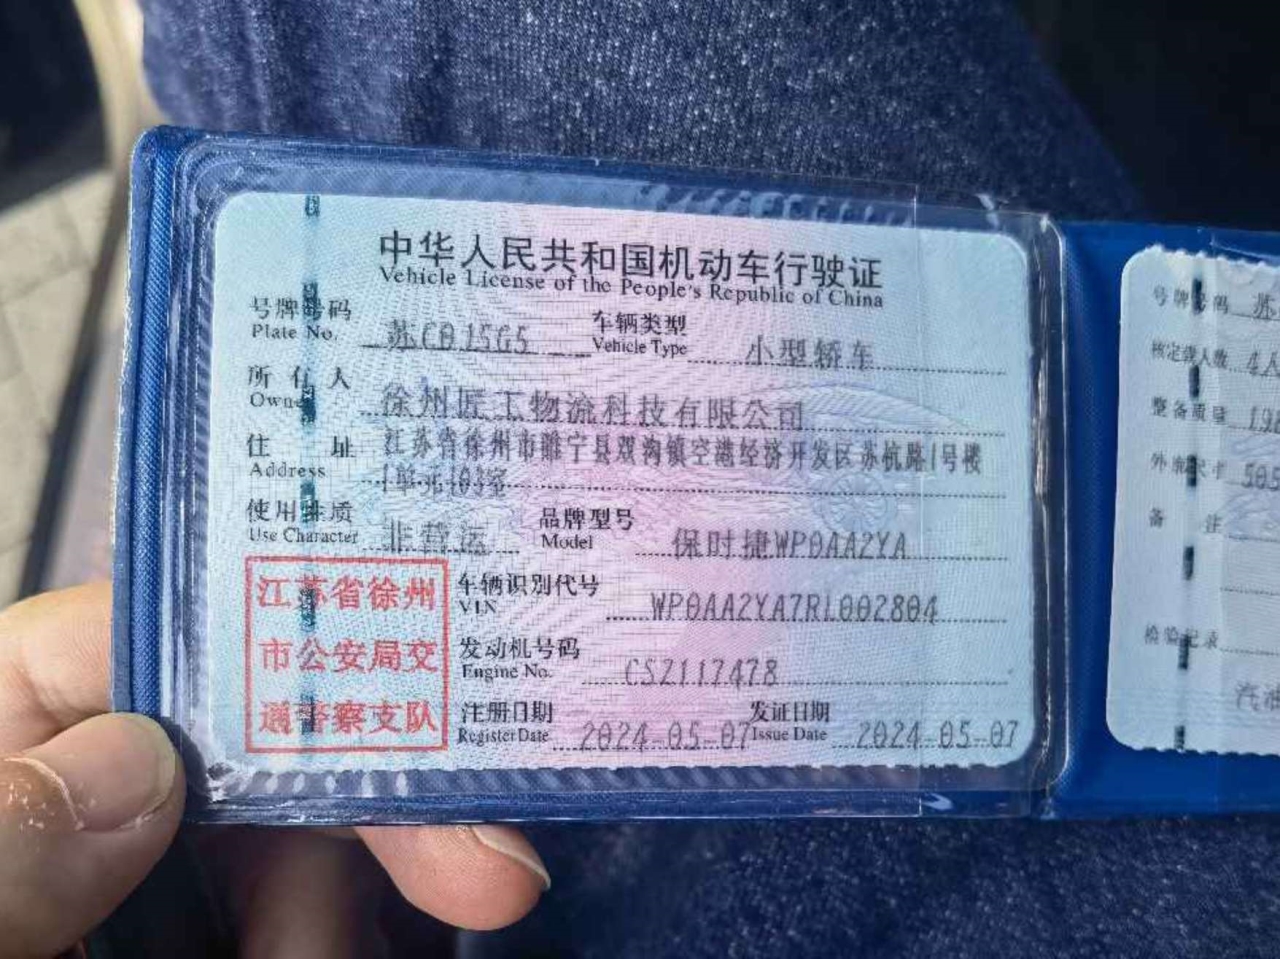 中华人民共和国机动车行驶证
Vehicle License of the People's Republic of China
号牌号码
Plate No.
苏C015G5
车辆类型
Vehicle Type
小型轿车
所有人
Owner
徐州匠工物流科技有限公司
住址
Address
江苏省徐州市睢宁县双沟镇空港经济开发区苏杭路1号楼
1单元103室
使用性质
Use Character
非营运
品牌型号
Model
保时捷WP0AA2YA
江苏省徐州
市公安局交
通警察支队
车辆识别代号
VIN
WP0AA2YA7RL002804
发动机号码
Engine No.
CSZ117478
注册日期
Register Date
2024-05-07
发证日期
Issue Date
2024-05-07
号牌号码 苏
核定载人数 4人
整备质量
外廓尺寸 505
备注
检验记录